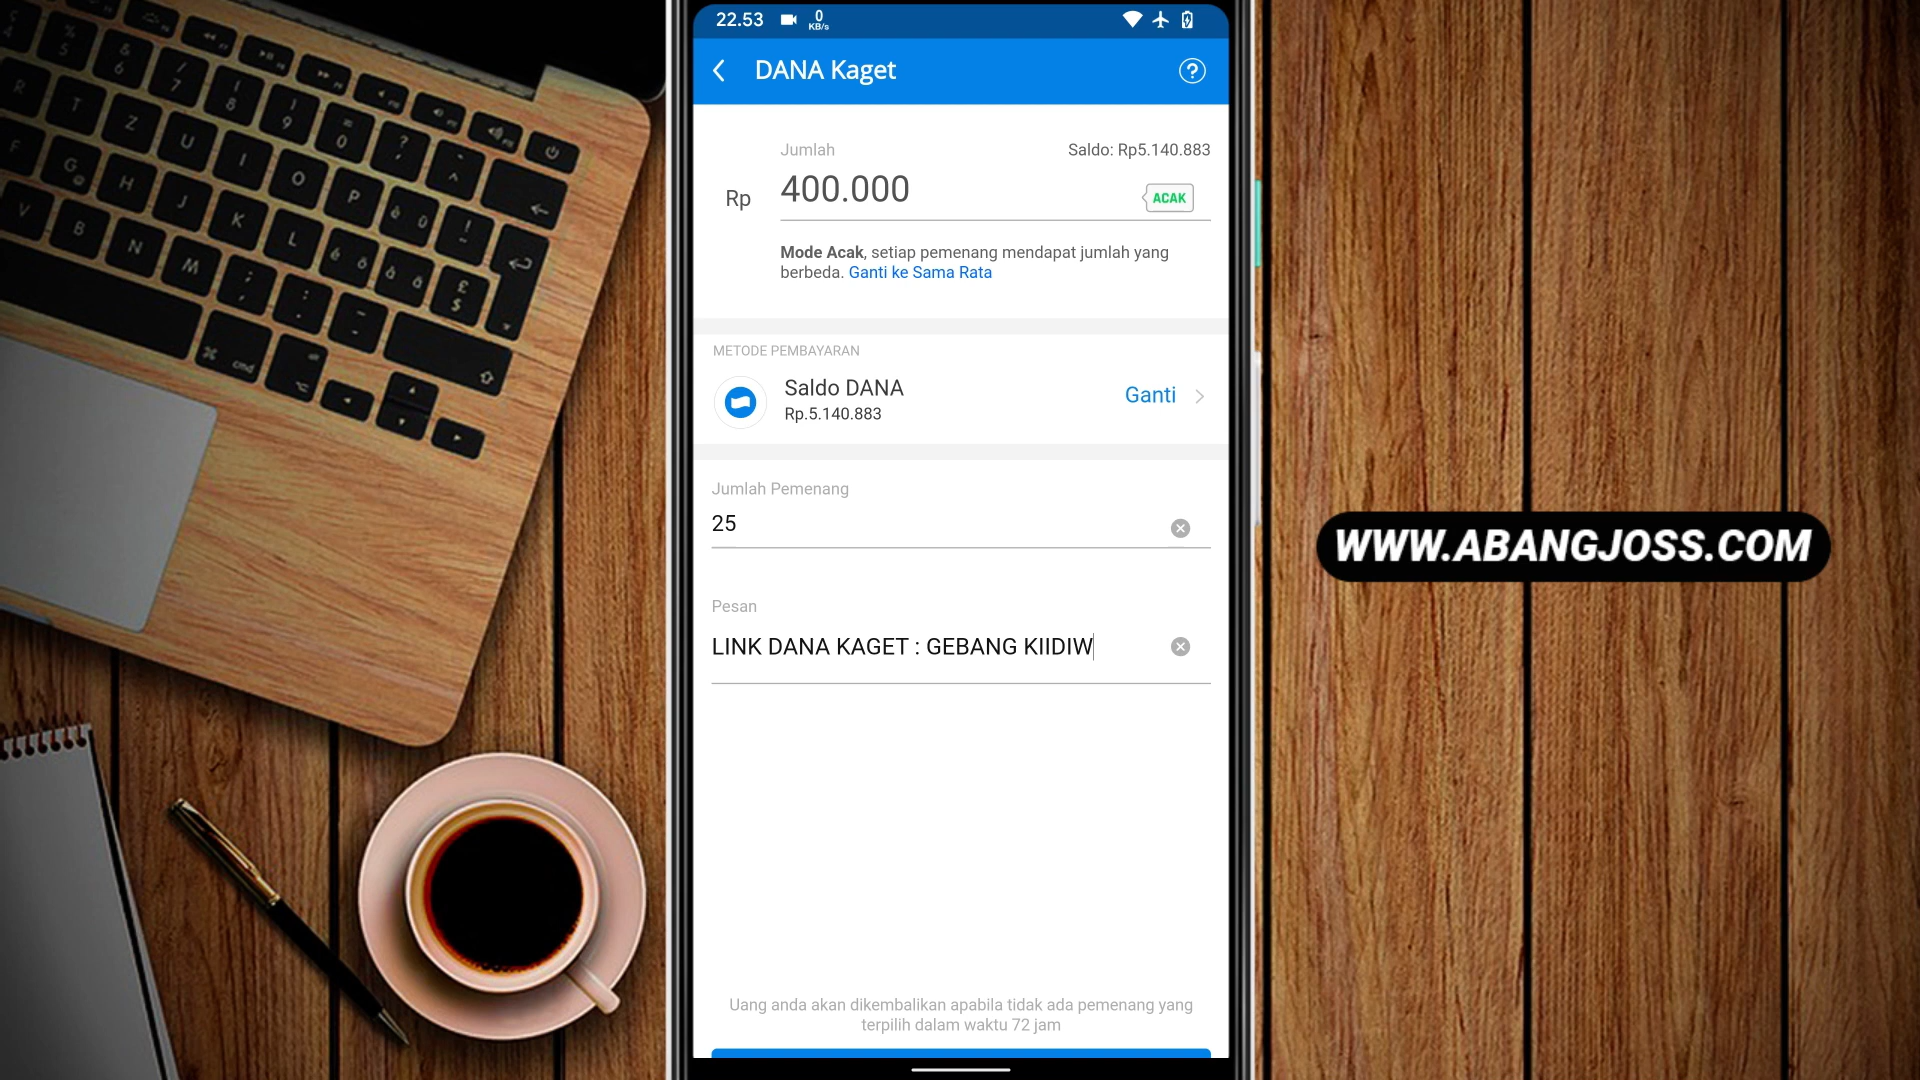 22.53
0
KB/s
DANA Kaget
Jumlah
Saldo: Rp5.140.883
Rp
400.000
ACAK
Mode Acak, setiap pemenang mendapat jumlah yang
berbeda. Ganti ke Sama Rata
METODE PEMBAYARAN
Saldo DANA
Rp.5.140.883
Ganti
Jumlah Pemenang
25
Pesan
LINK DANA KAGET : GEBANG KIIDIW
Uang anda akan dikembalikan apabila tidak ada pemenang yang
terpilih dalam waktu 72 jam
WWW.ABANGJOSS.COM